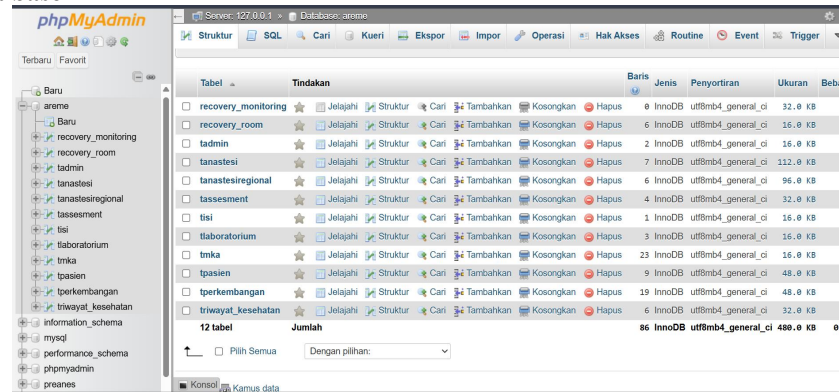 phpMyAdmin
Terbaru Favorit
Baru
areme
Baru
recovery_monitoring
recovery_room
tadmin
tanastesi
tanastesiregional
tassesment
tisi
tlaboratorium
tmka
tpasien
tperkembangan
triwayat_kesehatan
information_schema
mysql
performance_schema
phpmyadmin
preanes
Server: 127.0.0.1 » Database: areme
Struktur SQL Cari Kueri Ekspor Impor Operasi Hak Akses Routine Event Trigger
Tabel Tindakan Baris Jenis Penyortiran Ukuran Beba
recovery_monitoring Jelajahi Struktur Cari Tambahkan Kosongkan Hapus 0 InnoDB utf8mb4_general_ci 32.0 KB
recovery_room Jelajahi Struktur Cari Tambahkan Kosongkan Hapus 6 InnoDB utf8mb4_general_ci 16.0 KB
tadmin Jelajahi Struktur Cari Tambahkan Kosongkan Hapus 2 InnoDB utf8mb4_general_ci 16.0 KB
tanastesi Jelajahi Struktur Cari Tambahkan Kosongkan Hapus 7 InnoDB utf8mb4_general_ci 112.0 KB
tanastesiregional Jelajahi Struktur Cari Tambahkan Kosongkan Hapus 6 InnoDB utf8mb4_general_ci 96.0 KB
tassesment Jelajahi Struktur Cari Tambahkan Kosongkan Hapus 4 InnoDB utf8mb4_general_ci 32.0 KB
tisi Jelajahi Struktur Cari Tambahkan Kosongkan Hapus 1 InnoDB utf8mb4_general_ci 16.0 KB
tlaboratorium Jelajahi Struktur Cari Tambahkan Kosongkan Hapus 3 InnoDB utf8mb4_general_ci 16.0 KB
tmka Jelajahi Struktur Cari Tambahkan Kosongkan Hapus 23 InnoDB utf8mb4_general_ci 16.0 KB
tpasien Jelajahi Struktur Cari Tambahkan Kosongkan Hapus 9 InnoDB utf8mb4_general_ci 48.0 KB
tperkembangan Jelajahi Struktur Cari Tambahkan Kosongkan Hapus 19 InnoDB utf8mb4_general_ci 48.0 KB
triwayat_kesehatan Jelajahi Struktur Cari Tambahkan Kosongkan Hapus 6 InnoDB utf8mb4_general_ci 32.0 KB
12 tabel Jumlah 86 InnoDB utf8mb4_general_ci 480.0 KB 0
Pilih Semua Dengan pilihan:
Konsol Kamus data